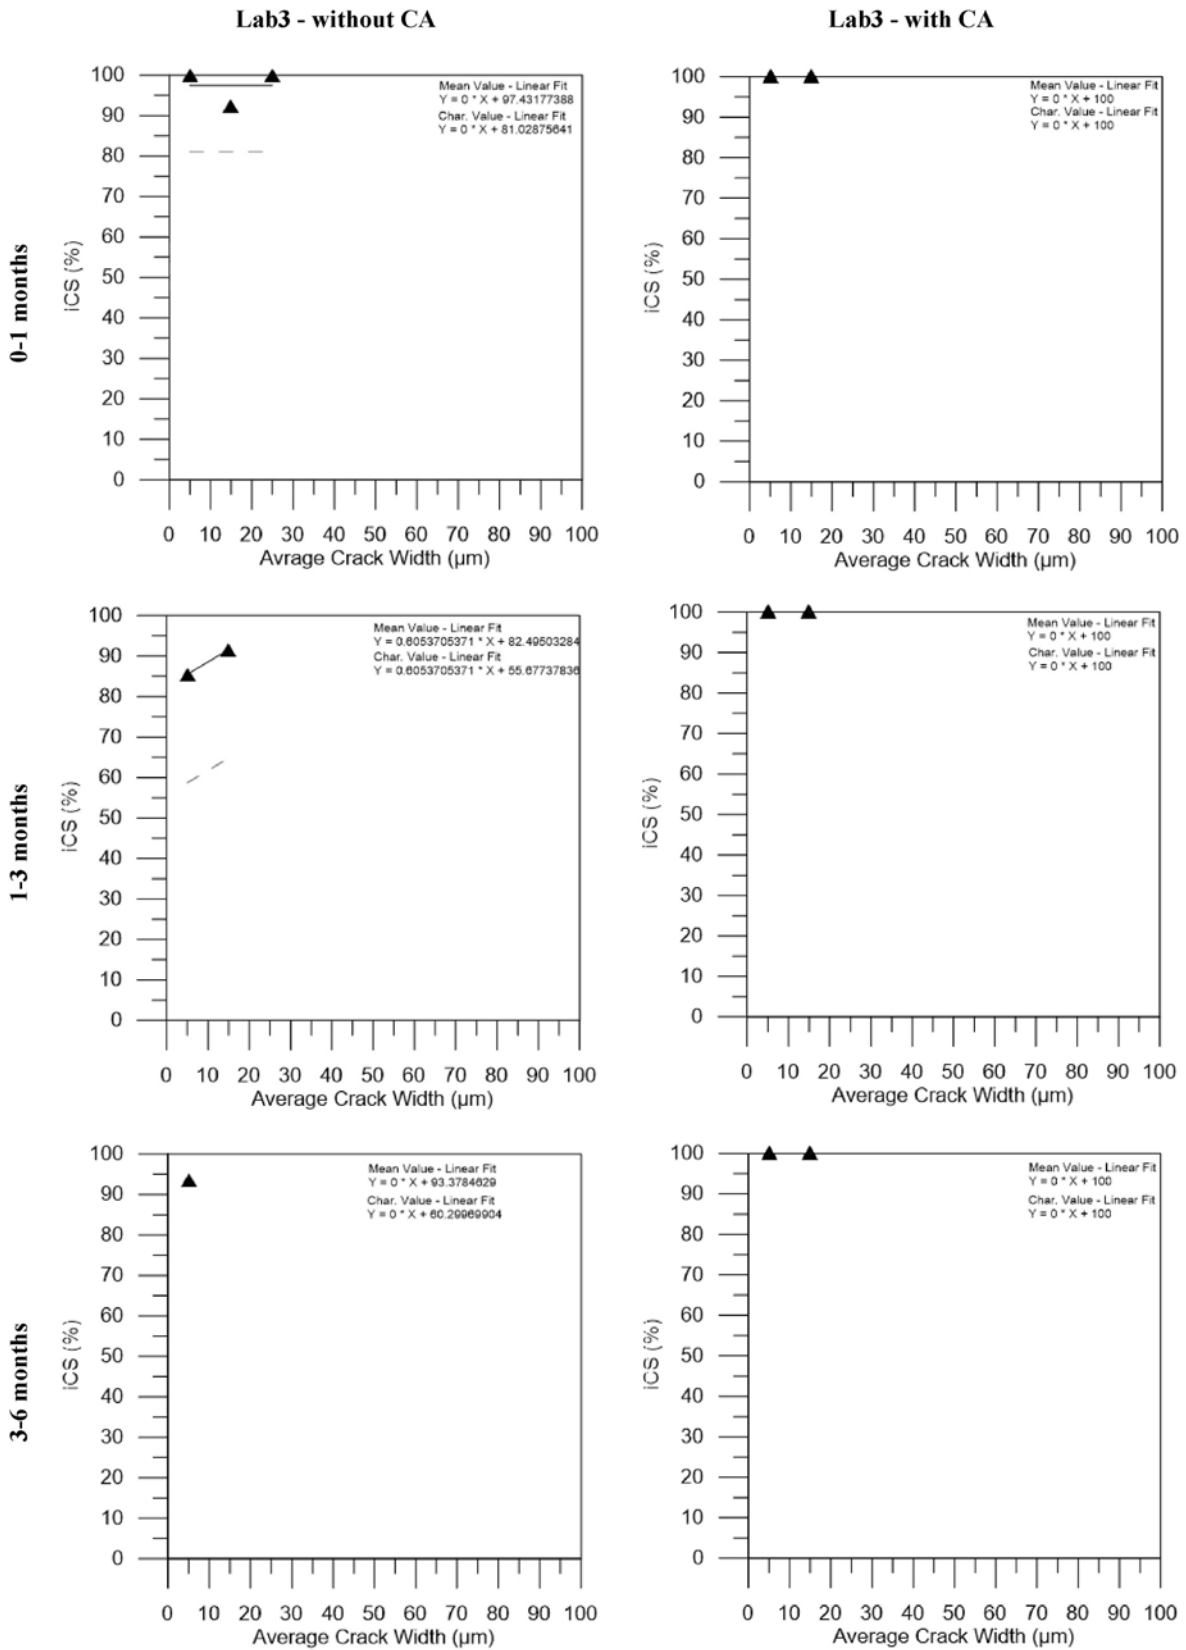 Lab3 - without CA
Lab3 - with CA
0-1 months
100
90
80
70
60
50
40
30
20
10
0
iCS (%)
Mean Value - Linear Fit
Y = 0 * X + 97.43177388
Char. Value - Linear Fit
Y = 0 * X + 81.02875641
0 10 20 30 40 50 60 70 80 90 100
Avrage Crack Width (µm)
100
90
80
70
60
50
40
30
20
10
0
iCS (%)
Mean Value - Linear Fit
Y = 0 * X + 100
Char. Value - Linear Fit
Y = 0 * X + 100
0 10 20 30 40 50 60 70 80 90 100
Average Crack Width (µm)
1-3 months
100
90
80
70
60
50
40
30
20
10
0
iCS (%)
Mean Value - Linear Fit
Y = 0.6053705371 * X + 82.49503284
Char. Value - Linear Fit
Y = 0.6053705371 * X + 55.67737836
0 10 20 30 40 50 60 70 80 90 100
Average Crack Width (µm)
100
90
80
70
60
50
40
30
20
10
0
iCS (%)
Mean Value - Linear Fit
Y = 0 * X + 100
Char. Value - Linear Fit
Y = 0 * X + 100
0 10 20 30 40 50 60 70 80 90 100
Average Crack Width (µm)
3-6 months
100
90
80
70
60
50
40
30
20
10
0
iCS (%)
Mean Value - Linear Fit
Y = 0 * X + 93.3784629
Char. Value - Linear Fit
Y = 0 * X + 60.29969904
0 10 20 30 40 50 60 70 80 90 100
Average Crack Width (µm)
100
90
80
70
60
50
40
30
20
10
0
iCS (%)
Mean Value - Linear Fit
Y = 0 * X + 100
Char. Value - Linear Fit
Y = 0 * X + 100
0 10 20 30 40 50 60 70 80 90 100
Average Crack Width (µm)